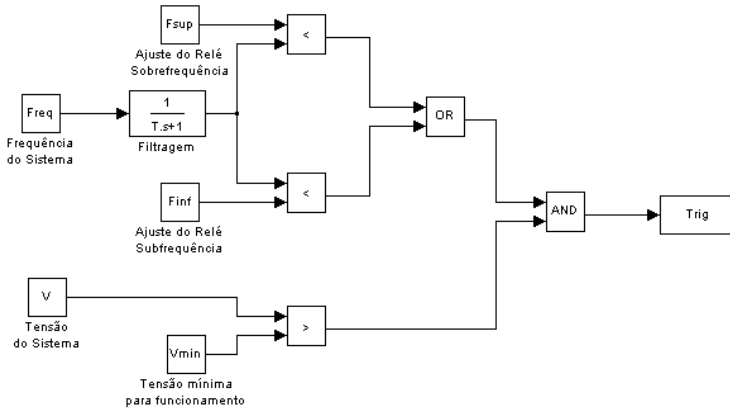 Fsup
Ajuste do Relé
Sobrefrequência
<
Freq
Frequência
do Sistema
1
T.s+1
Filtragem
OR
Finf
Ajuste do Relé
Subfrequência
<
AND
Trig
V
Tensão
do Sistema
>
Vmin
Tensão mínima
para funcionamento